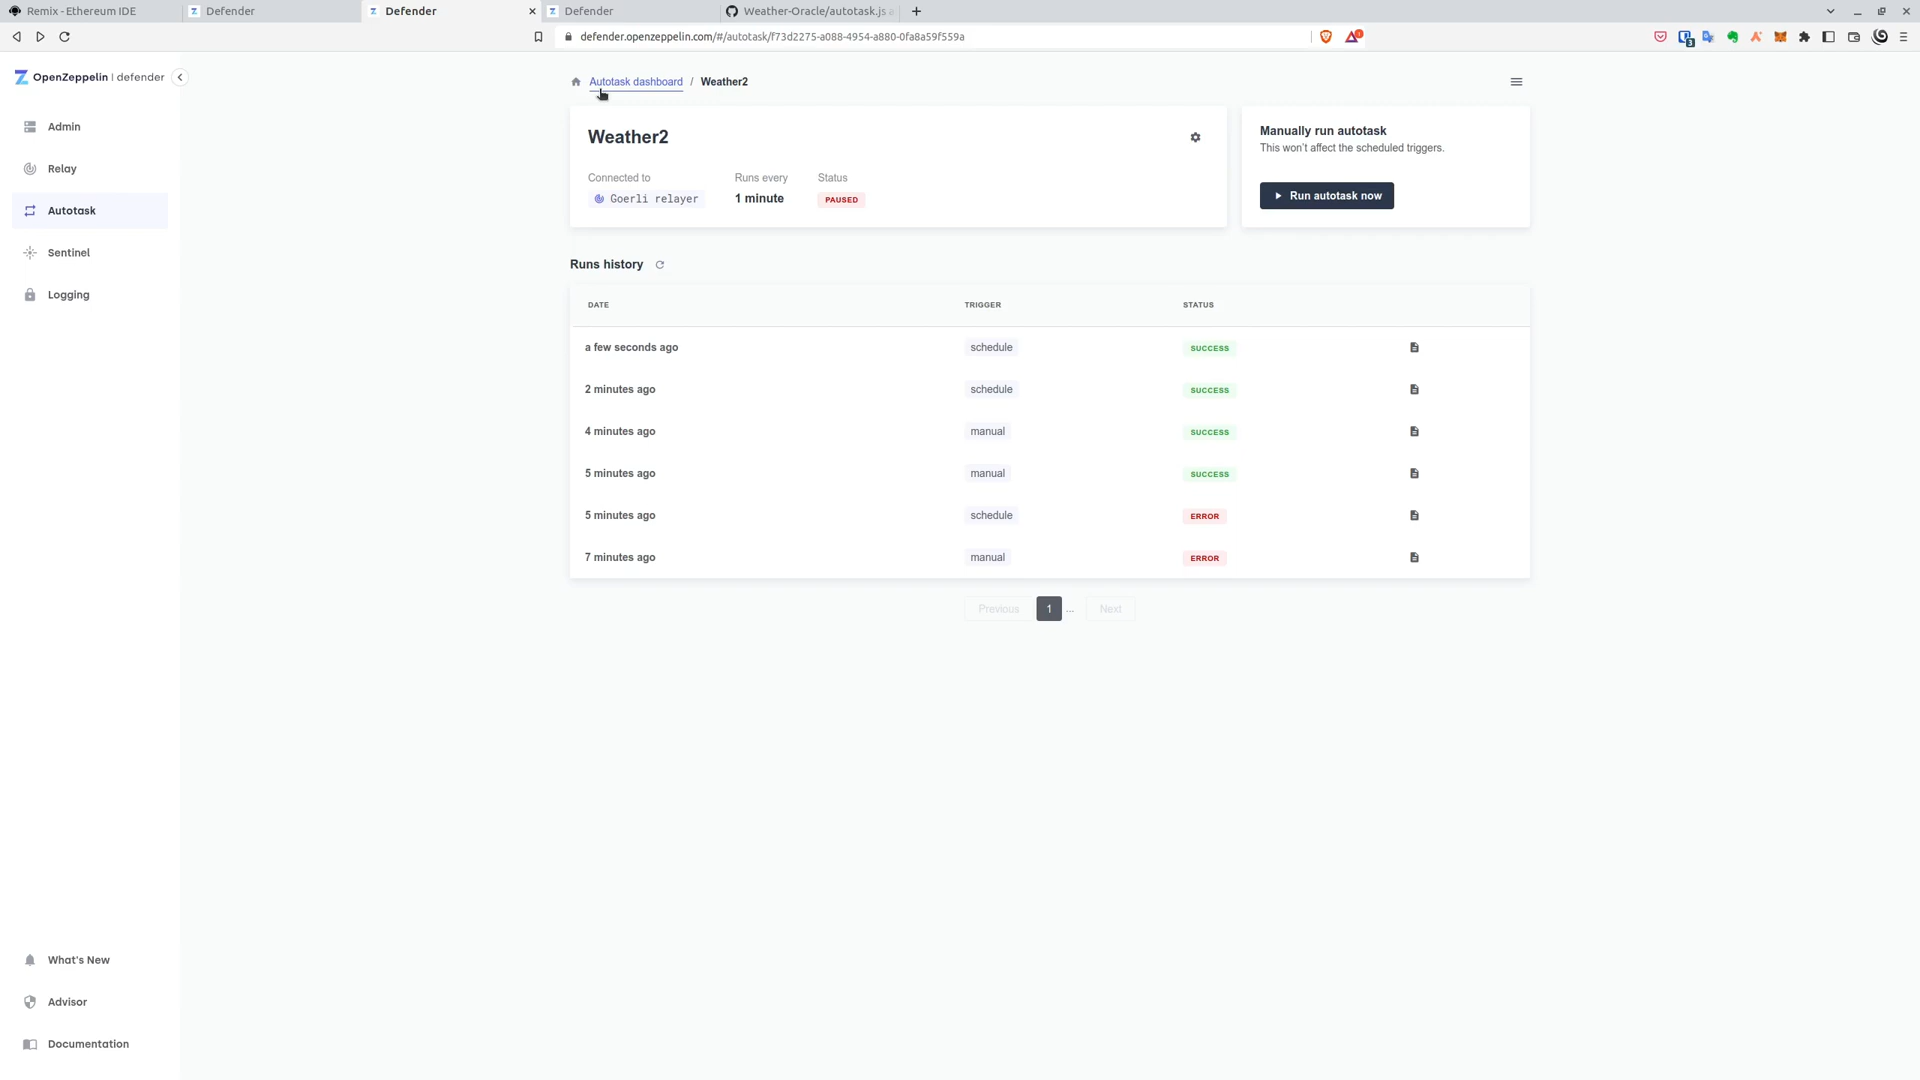 Remix - Ethereum IDE
Defender
Defender
Defender
Weather-Oracle/autotask.js a
defender.openzeppelin.com/#/autotask/f73d2275-a088-4954-a880-0fa8a59f559a
OpenZeppelin | defender
Autotask dashboard / Weather2
Admin
Relay
Autotask
Sentinel
Logging
Weather2
Connected to
Goerli relayer
Runs every
1 minute
Status
PAUSED
Manually run autotask
This won't affect the scheduled triggers.
Run autotask now
Runs history
DATE TRIGGER STATUS
a few seconds ago schedule SUCCESS
2 minutes ago schedule SUCCESS
4 minutes ago manual SUCCESS
5 minutes ago manual SUCCESS
5 minutes ago schedule ERROR
7 minutes ago manual ERROR
Previous 1 ... Next
What's New
Advisor
Documentation